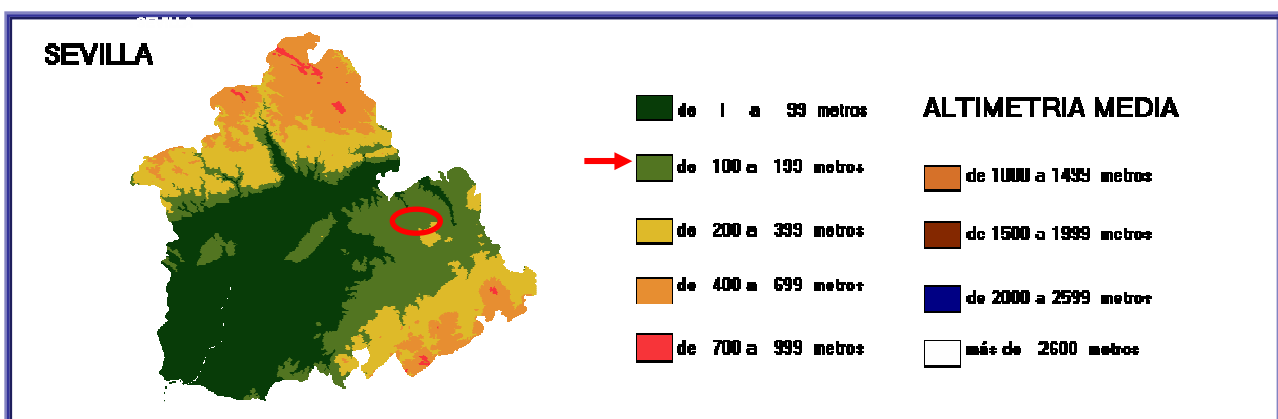 SEVILLA
SEVILLA
de 1 a 99 metros
de 100 a 199 metros
de 200 a 399 metros
de 400 a 699 metros
de 700 a 999 metros
ALTIMETRIA MEDIA
de 1000 a 1499 metros
de 1500 a 1999 metros
de 2000 a 2599 metros
más de 2600 metros